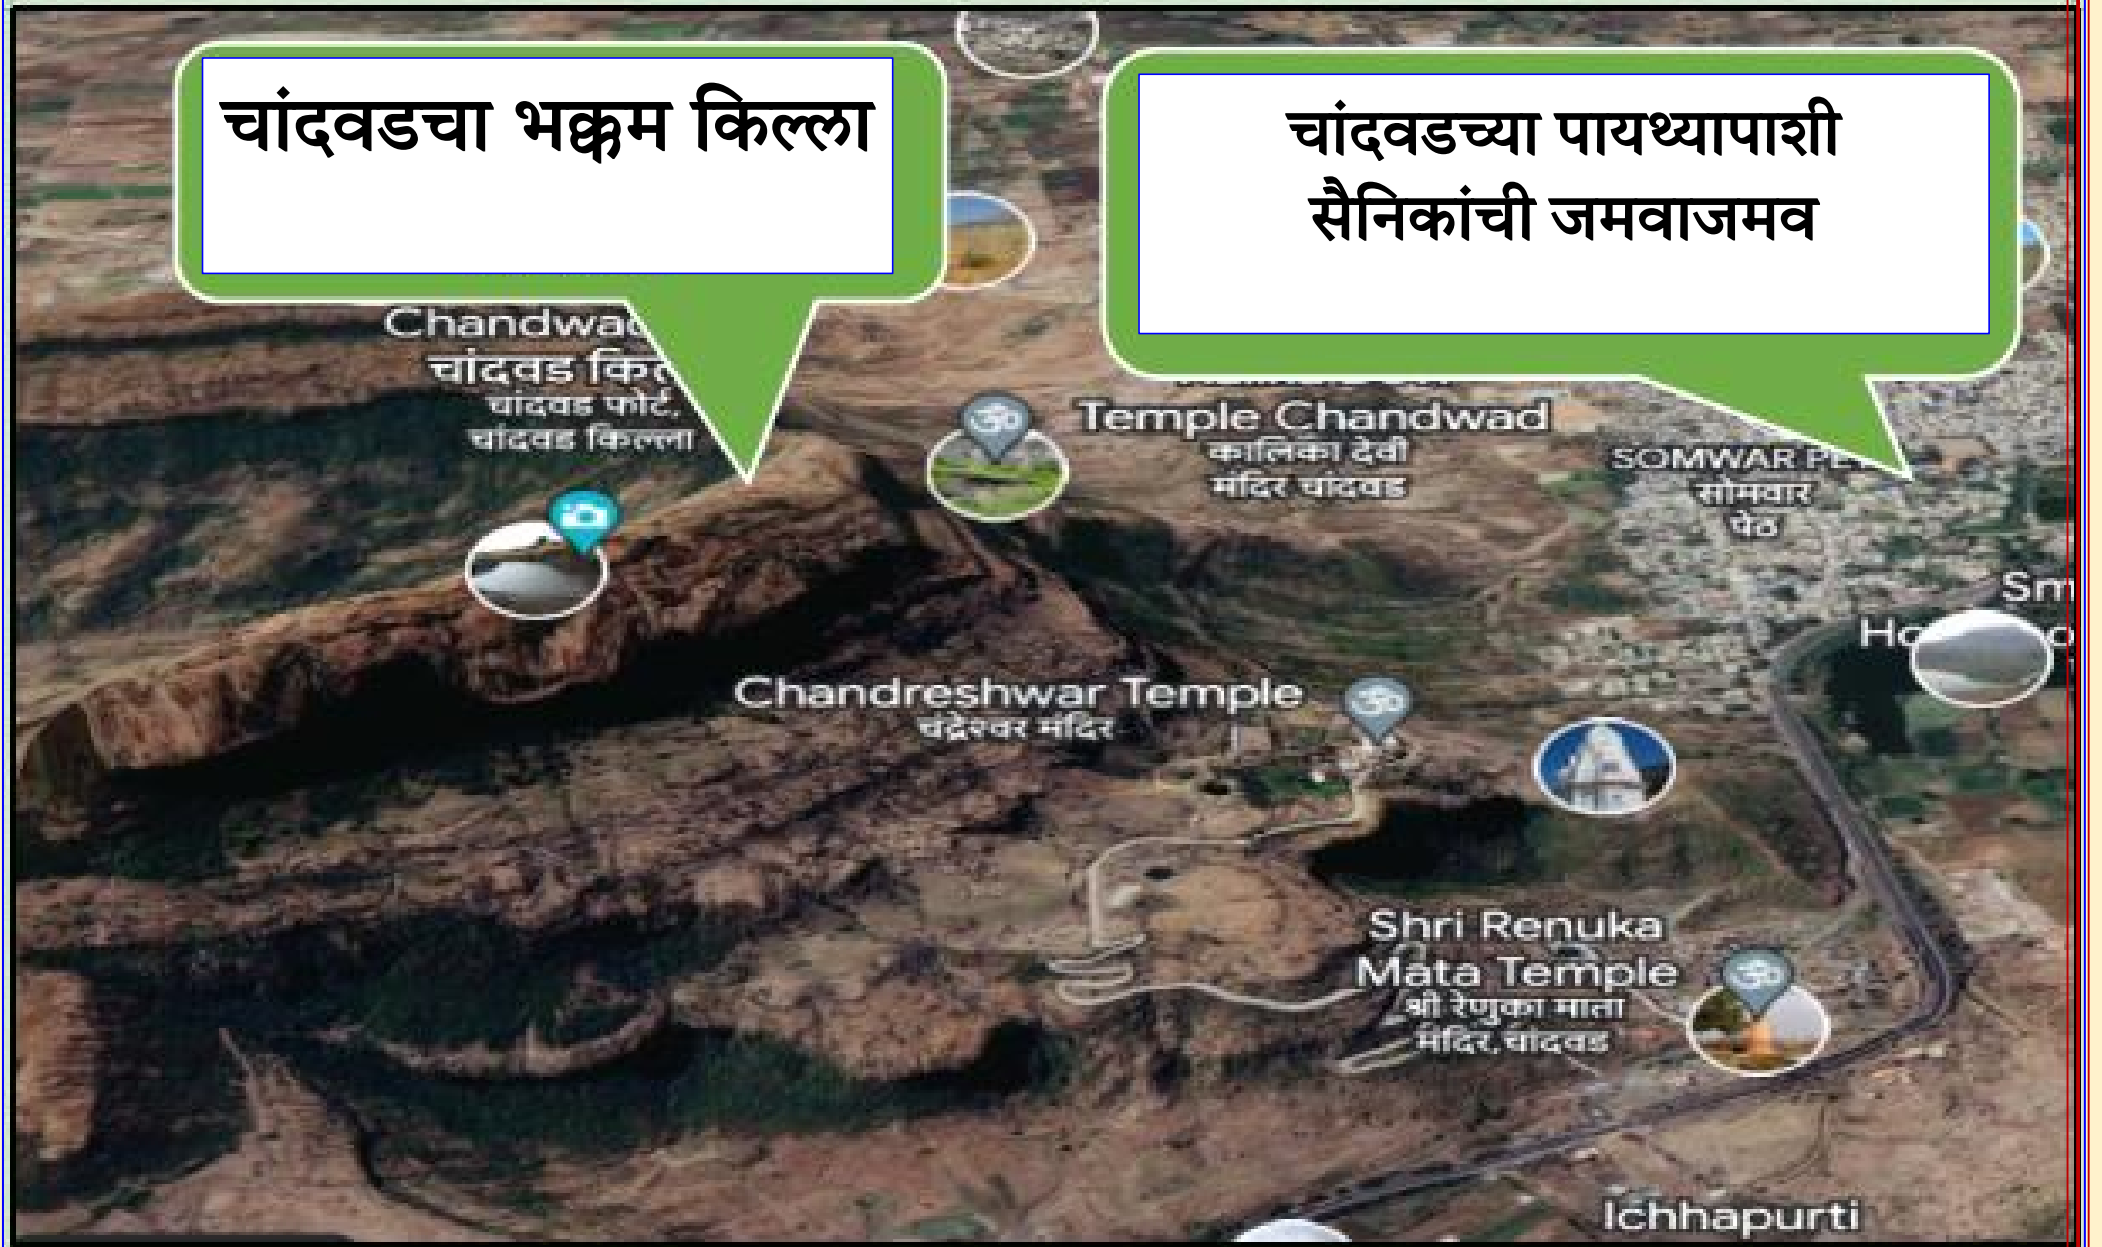 चांदवडचा भक्कम किल्ला
चांदवडच्या पायथ्यापाशी
सैनिकांची जमवाजमव
चांदवड
चांदवड फोर्ट,
चांदवड किल्ला
Temple Chandwad
कालिका देवी
मंदिर चांदवड
SOMWAR
सोमवार
पेठ
Chandreshwar Temple
चंद्रेश्वर मंदिर
Shri Renuka
Mata Temple
श्री रेणुका माता
मंदिर, चांदवड
Ichhapurti